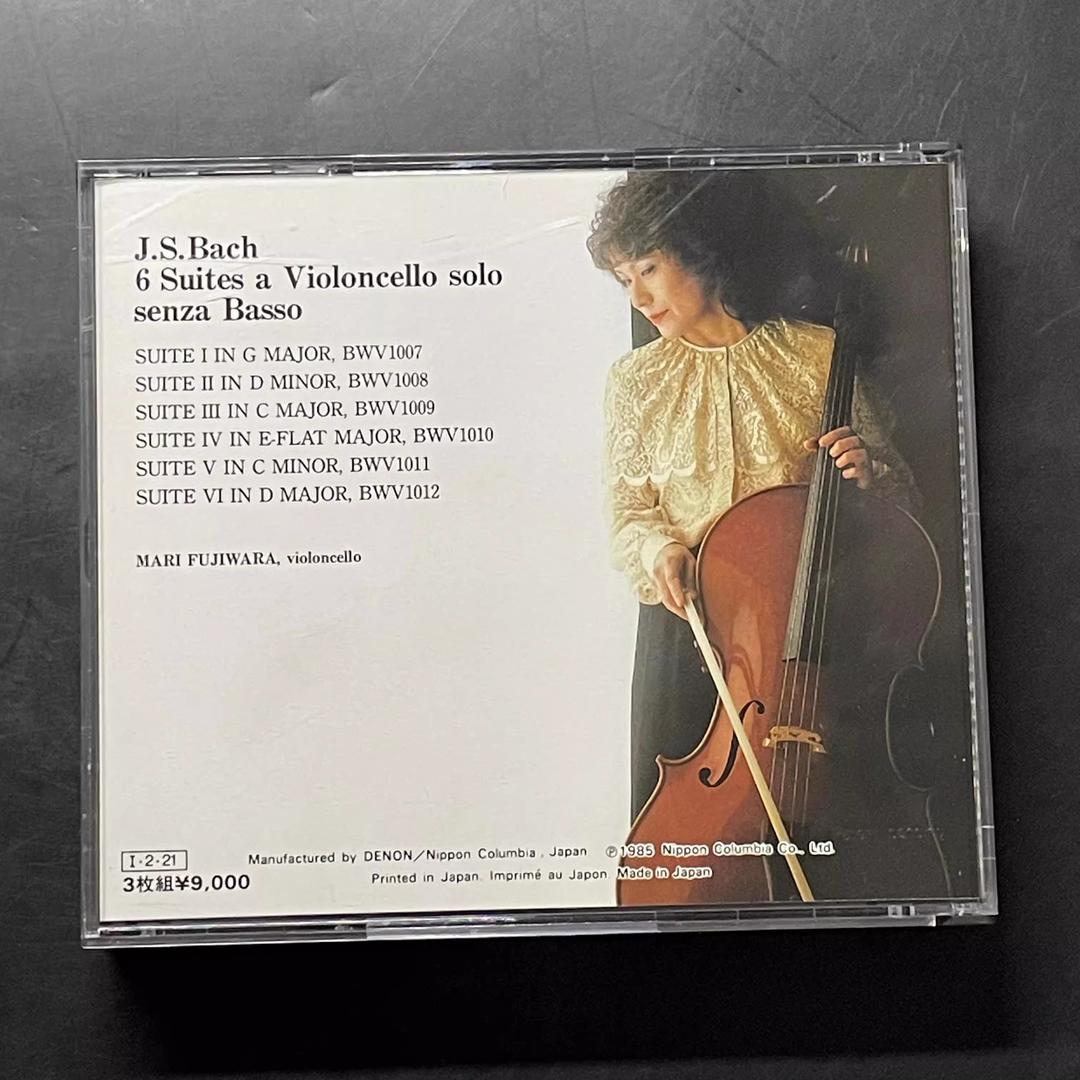 J.S.Bach
6 Suites a Violoncello solo
senza Basso
SUITE I IN G MAJOR, BWV1007
SUITE II IN D MINOR, BWV1008
SUITE III IN C MAJOR, BWV1009
SUITE IV IN E-FLAT MAJOR, BWV1010
SUITE V IN C MINOR, BWV1011
SUITE VI IN D MAJOR, BWV1012
MARI FUJIWARA, violoncello
I・2・21
3枚組¥9,000
Manufactured by DENON/Nippon Columbia, Japan ℗1985 Nippon Columbia Co., Ltd.
Printed in Japan. Imprimé au Japon Made in Japan